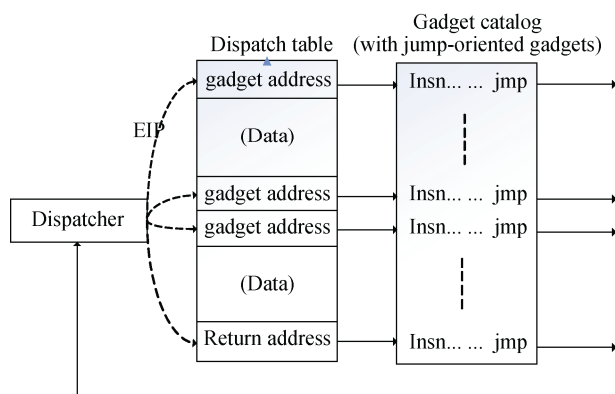 Gadget catalog
Dispatch table
(with jump-oriented gadgets)
gadget address
Insn... ... jmp
EIP
(Data)
gadget address
Insn... ... jmp
Dispatcher
gadget address
Insn... ... jmp
(Data)
Return address
Insn... ... jmp